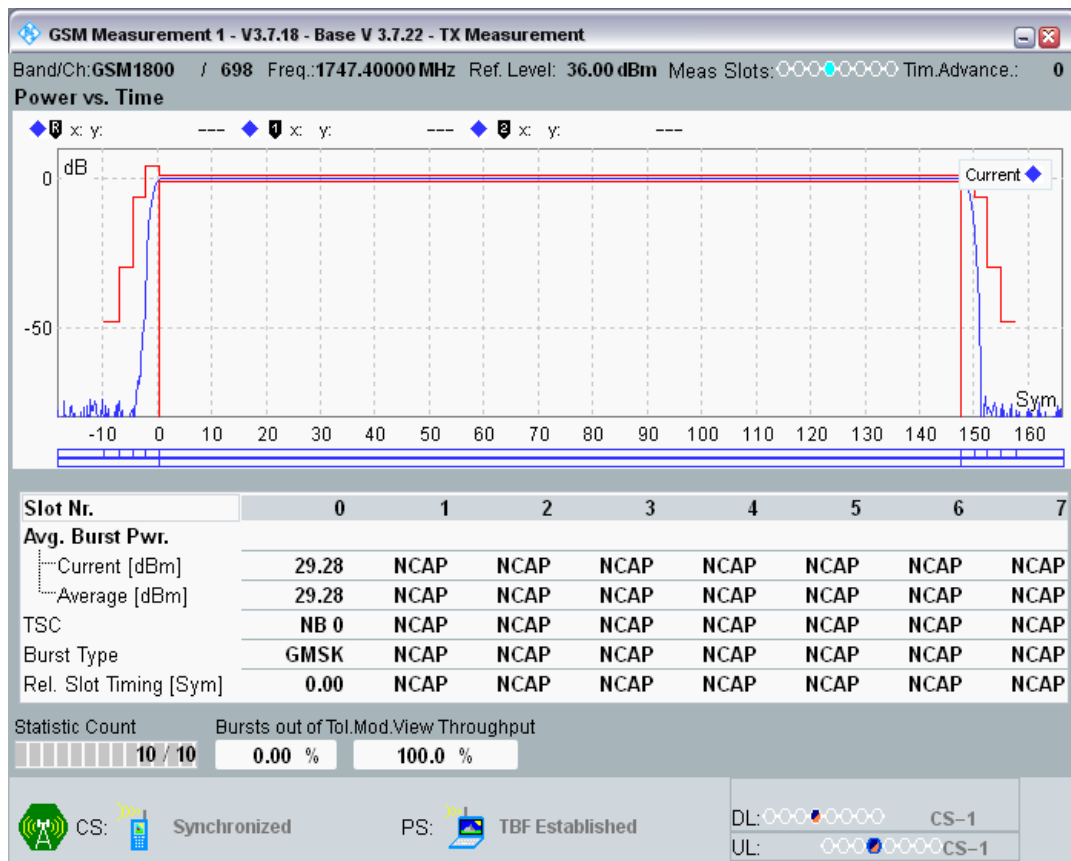 GSM Measurement 1 - V3.7.18 - Base V 3.7.22 - TX Measurement
Band/Ch:GSM1800 / 698 Freq.:1747.40000 MHz Ref. Level: 36.00 dBm Meas Slots: Tim.Advance.: 0
Power vs. Time
R x: y: --- 1 x: y: --- 2 x: y: ---
dB
Current
0
-50
Sym
-10 0 10 20 30 40 50 60 70 80 90 100 110 120 130 140 150 160
Slot Nr. 0 1 2 3 4 5 6 7
Avg. Burst Pwr.
Current [dBm] 29.28 NCAP NCAP NCAP NCAP NCAP NCAP NCAP
Average [dBm] 29.28 NCAP NCAP NCAP NCAP NCAP NCAP NCAP
TSC NB 0 NCAP NCAP NCAP NCAP NCAP NCAP NCAP
Burst Type GMSK NCAP NCAP NCAP NCAP NCAP NCAP NCAP
Rel. Slot Timing [Sym] 0.00 NCAP NCAP NCAP NCAP NCAP NCAP NCAP
Statistic Count Bursts out of Tol.Mod.View Throughput
10 / 10 0.00 % 100.0 %
CS: Synchronized PS: TBF Established
DL: CS-1
UL: CS-1